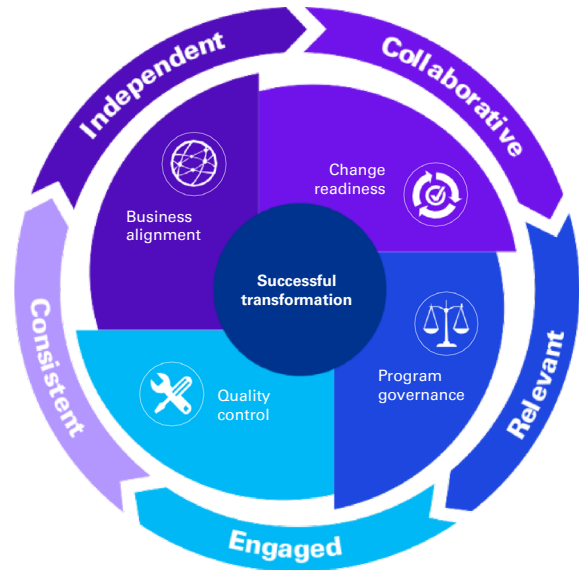 Independent
Collaborative
Change
readiness
Business
alignment
Successful
transformation
Consistent
Relevant
Program
governance
Quality
control
Engaged